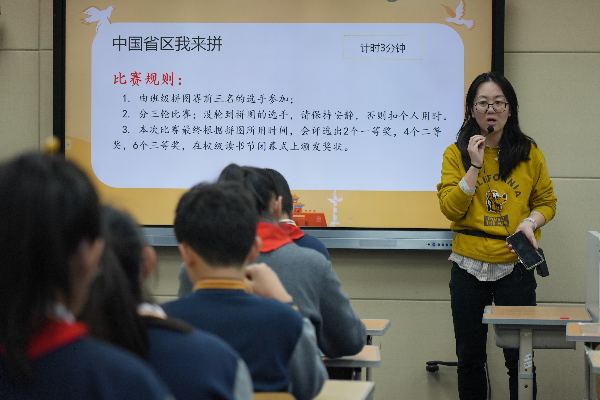 中国省区我来拼
计时3分钟
比赛规则：
1. 由班级拼图赛前三名的选手参加；
2. 分三轮比赛；没轮到拼图的选手，请保持安静，否则扣个人用时。
3. 本次比赛最终根据拼图所用时间，会评选出2个一等奖，4个二等
奖，6个三等奖，在校级读书节闭幕式上颁发奖状。
CALIFORNIA